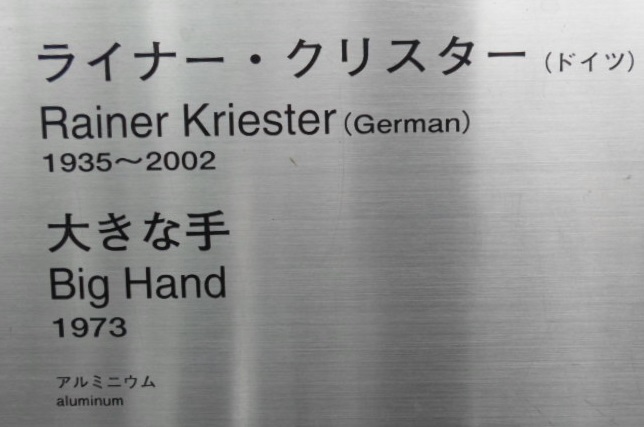 ライナー・クリスター（ドイツ）
Rainer Kriester（German）
1935〜2002
大きな手
Big Hand
1973
アルミニウム
aluminum